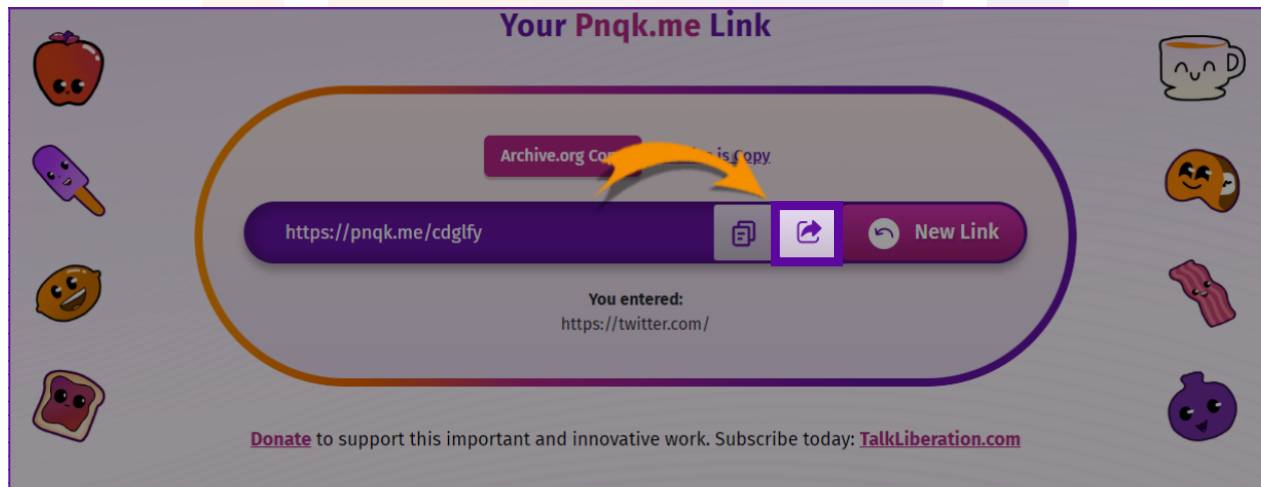 Your Pnqk.me Link
Archive.org
is Copy
https://pnqk.me/cdglfy
New Link
You entered:
https://twitter.com/
Donate to support this important and innovative work. Subscribe today: TalkLiberation.com